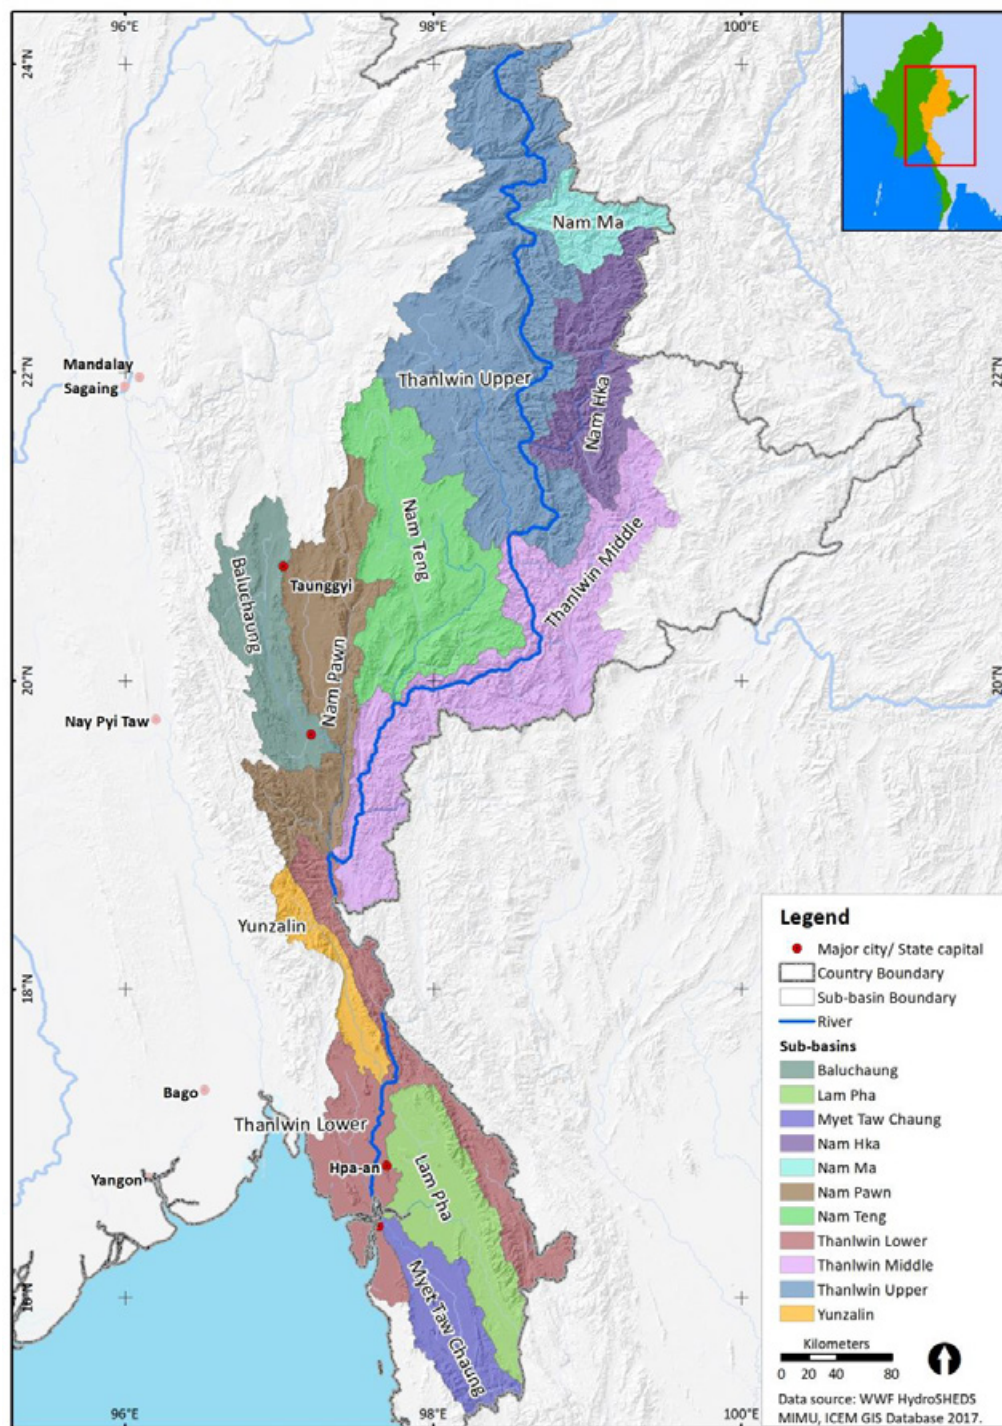 96°E
98°E
100°E
24°N
24°N
Nam Ma
Mandalay
Sagaing
22°N
22°N
Thanlwin Upper
Nam Hka
Nam Teng
Thanlwin Middle
Baluchaung
Taunggyi
Nam Pawn
20°N
20°N
Nay Pyi Taw
Yunzalin
18°N
Bago
Thanlwin Lower
Yangon
Hpa-an
Lam Pha
Myet Taw Chaung
16°N
96°E
98°E
100°E
Legend
Major city/ State capital
Country Boundary
Sub-basin Boundary
River
Sub-basins
Baluchaung
Lam Pha
Myet Taw Chaung
Nam Hka
Nam Ma
Nam Pawn
Nam Teng
Thanlwin Lower
Thanlwin Middle
Thanlwin Upper
Yunzalin
Kilometers
0 20 40 80
Data source: WWF HydroSHEDS
MIMU, ICEM GIS Database 2017.